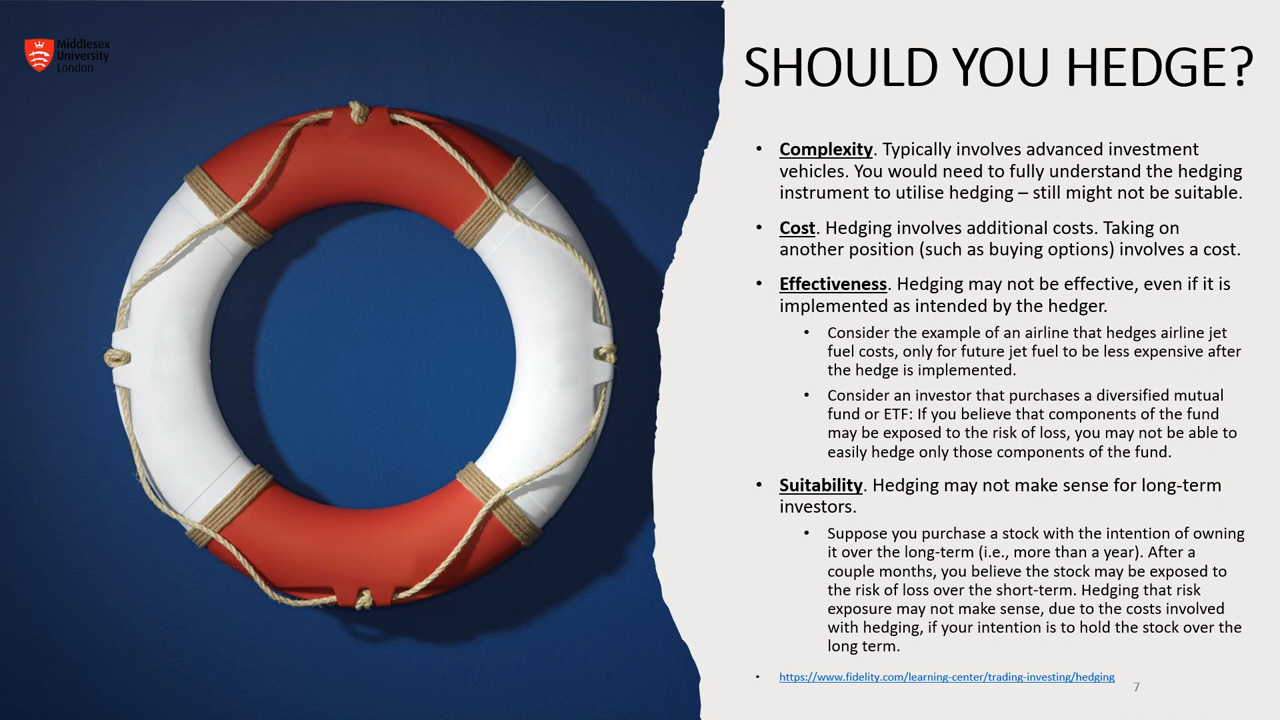 Middlesex
University
London
SHOULD YOU HEDGE?
• Complexity. Typically involves advanced investment
vehicles. You would need to fully understand the hedging
instrument to utilise hedging – still might not be suitable.
• Cost. Hedging involves additional costs. Taking on
another position (such as buying options) involves a cost.
• Effectiveness. Hedging may not be effective, even if it is
implemented as intended by the hedger.
• Consider the example of an airline that hedges airline jet
fuel costs, only for future jet fuel to be less expensive after
the hedge is implemented.
• Consider an investor that purchases a diversified mutual
fund or ETF: If you believe that components of the fund
may be exposed to the risk of loss, you may not be able to
easily hedge only those components of the fund.
• Suitability. Hedging may not make sense for long-term
investors.
• Suppose you purchase a stock with the intention of owning
it over the long-term (i.e., more than a year). After a
couple months, you believe the stock may be exposed to
the risk of loss over the short-term. Hedging that risk
exposure may not make sense, due to the costs involved
with hedging, if your intention is to hold the stock over the
long term.
• https://www.fidelity.com/learning-center/trading-investing/hedging
7